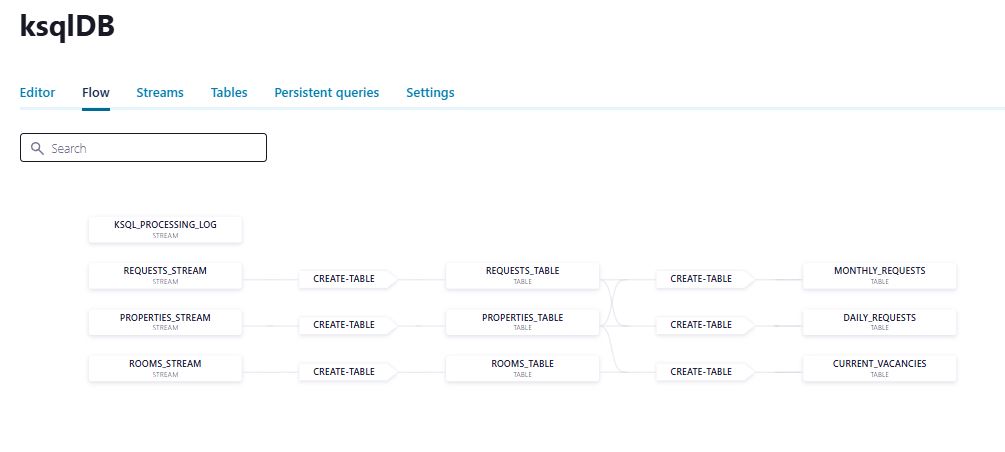 ksqlDB
Editor Flow Streams Tables Persistent queries Settings
Search
KSQL_PROCESSING_LOG
STREAM
REQUESTS_STREAM CREATE-TABLE REQUESTS_TABLE CREATE-TABLE MONTHLY_REQUESTS
STREAM TABLE TABLE
PROPERTIES_STREAM CREATE-TABLE PROPERTIES_TABLE CREATE-TABLE DAILY_REQUESTS
STREAM TABLE TABLE
ROOMS_STREAM CREATE-TABLE ROOMS_TABLE CREATE-TABLE CURRENT_VACANCIES
STREAM TABLE TABLE